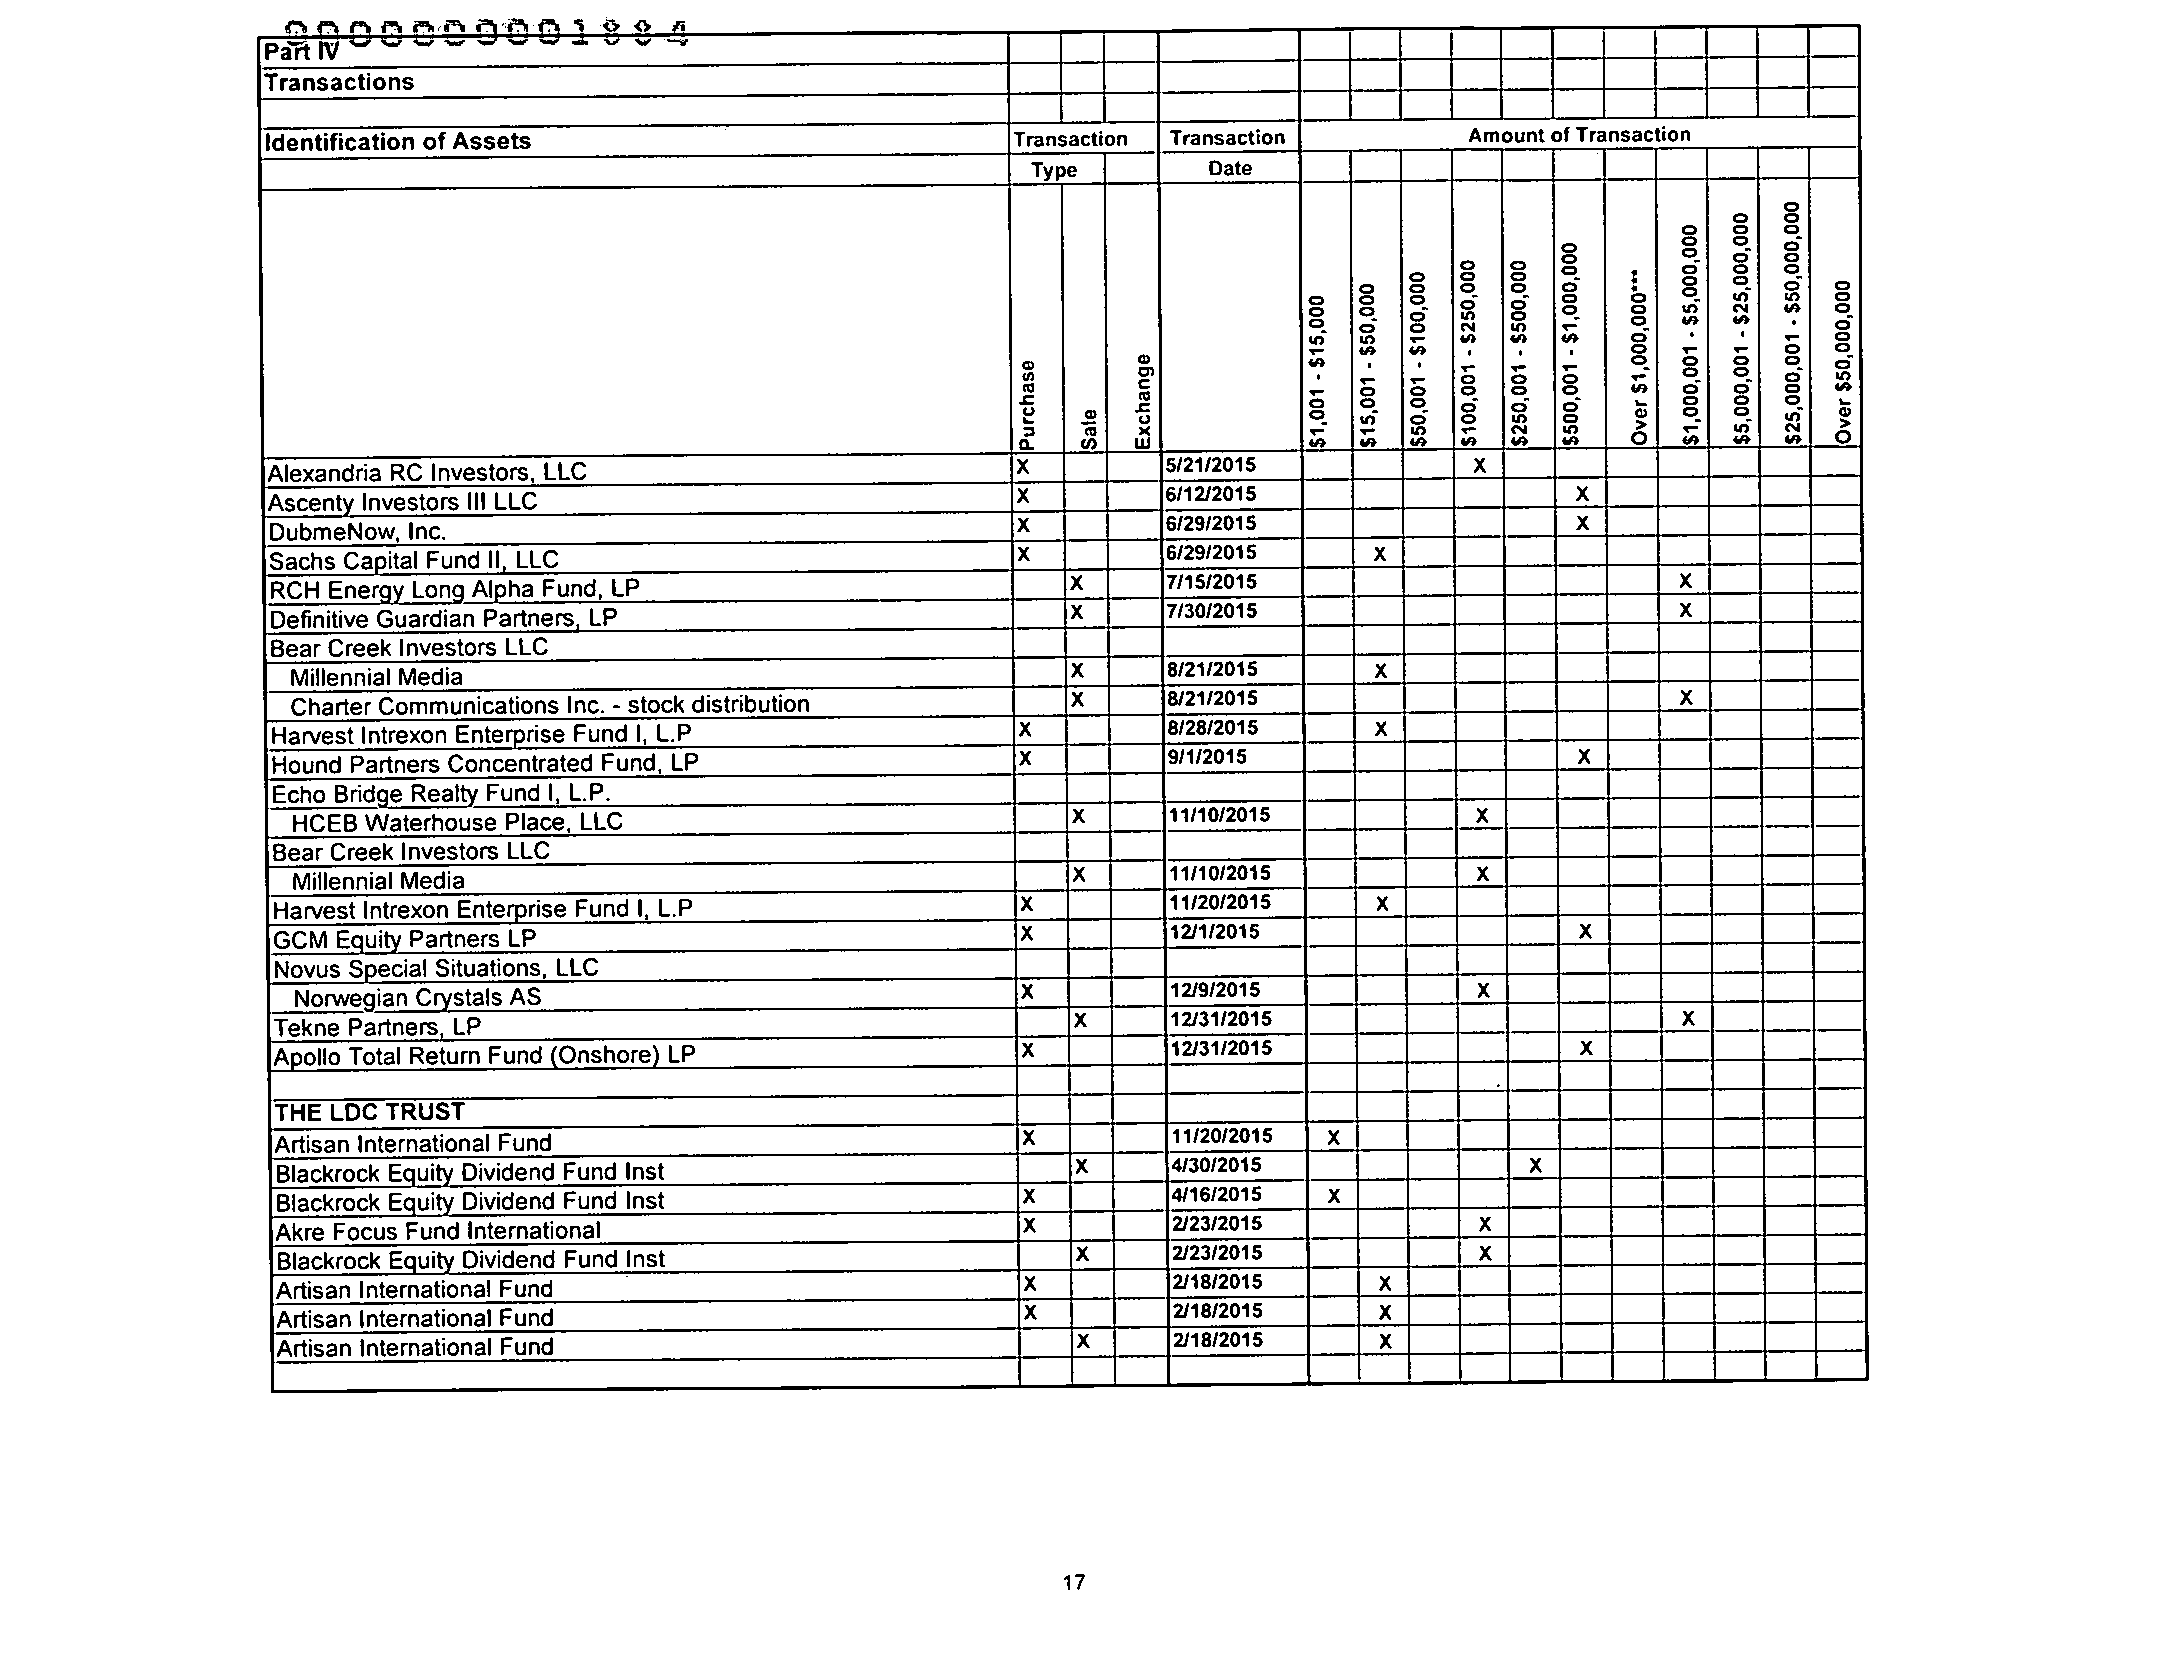 000000001884
Part IV
Transactions
Identification of Assets Transaction Transaction Amount of Transaction
Type Date
Purchase Sale Exchange $1,001 - $15,000 $15,001 - $50,000 $50,001 - $100,000 $100,001 - $250,000 $250,001 - $500,000 $500,001 - $1,000,000 Over $1,000,000*** $1,000,001 - $5,000,000 $5,000,001 - $25,000,000 $25,000,001 - $50,000,000 Over $50,000,000
Alexandria RC Investors, LLC X 5/21/2015 X
Ascenty Investors III LLC X 6/12/2015 X
DubmeNow, Inc. X 6/29/2015 X
Sachs Capital Fund II, LLC X 6/29/2015 X
RCH Energy Long Alpha Fund, LP X 7/15/2015 X
Definitive Guardian Partners, LP X 7/30/2015 X
Bear Creek Investors LLC
Millennial Media X 8/21/2015 X
Charter Communications Inc. - stock distribution X 8/21/2015 X
Harvest Intrexon Enterprise Fund I, L.P X 8/28/2015 X
Hound Partners Concentrated Fund, LP X 9/1/2015 X
Echo Bridge Realty Fund I, L.P.
HCEB Waterhouse Place, LLC X 11/10/2015 X
Bear Creek Investors LLC
Millennial Media X 11/10/2015 X
Harvest Intrexon Enterprise Fund I, L.P X 11/20/2015 X
GCM Equity Partners LP X 12/1/2015 X
Novus Special Situations, LLC
Norwegian Crystals AS X 12/9/2015 X
Tekne Partners, LP X 12/31/2015 X
Apollo Total Return Fund (Onshore) LP X 12/31/2015 X
THE LDC TRUST
Artisan International Fund X 11/20/2015 X
Blackrock Equity Dividend Fund Inst X 4/30/2015 X
Blackrock Equity Dividend Fund Inst X 4/16/2015 X
Akre Focus Fund International X 2/23/2015 X
Blackrock Equity Dividend Fund Inst X 2/23/2015 X
Artisan International Fund X 2/18/2015 X
Artisan International Fund X 2/18/2015 X
Artisan International Fund X 2/18/2015 X
17